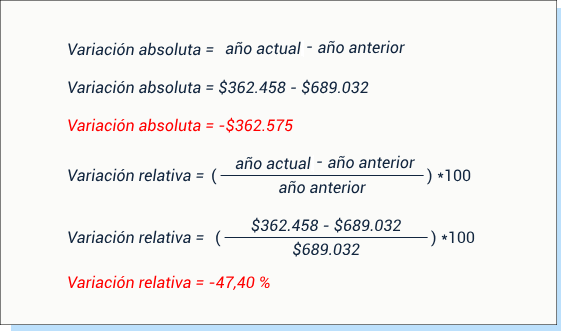 Variación absoluta = año actual - año anterior
Variación absoluta = $362.458 - $689.032
Variación absoluta = -$362.575
Variación relativa = ( año actual - año anterior
año anterior ) *100
Variación relativa = ( $362.458 - $689.032
$689.032 ) *100
Variación relativa = -47,40 %